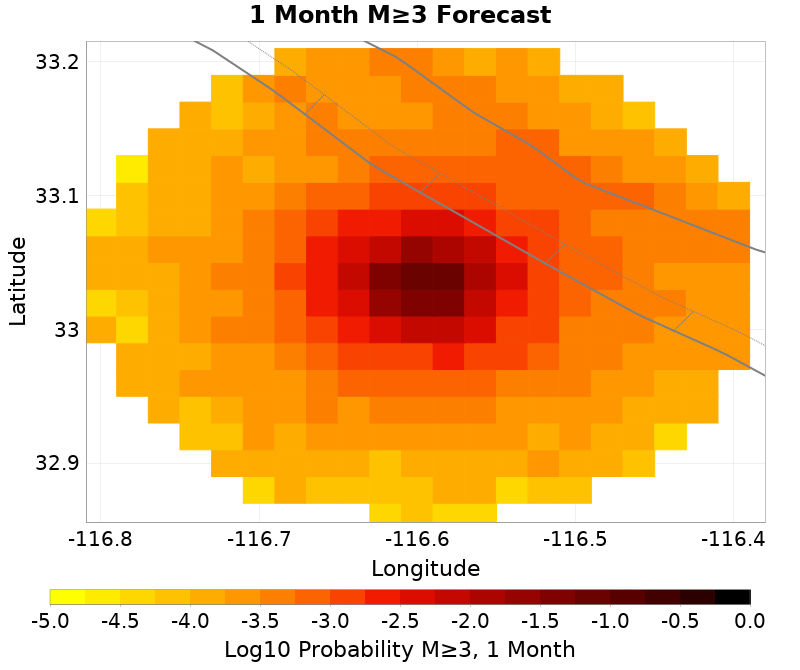 1 Month M≥3 Forecast
33.2
33.1
33
32.9
Latitude
-116.8 -116.7 -116.6 -116.5 -116.4
Longitude
-5.0 -4.5 -4.0 -3.5 -3.0 -2.5 -2.0 -1.5 -1.0 -0.5 0.0
Log10 Probability M≥3, 1 Month